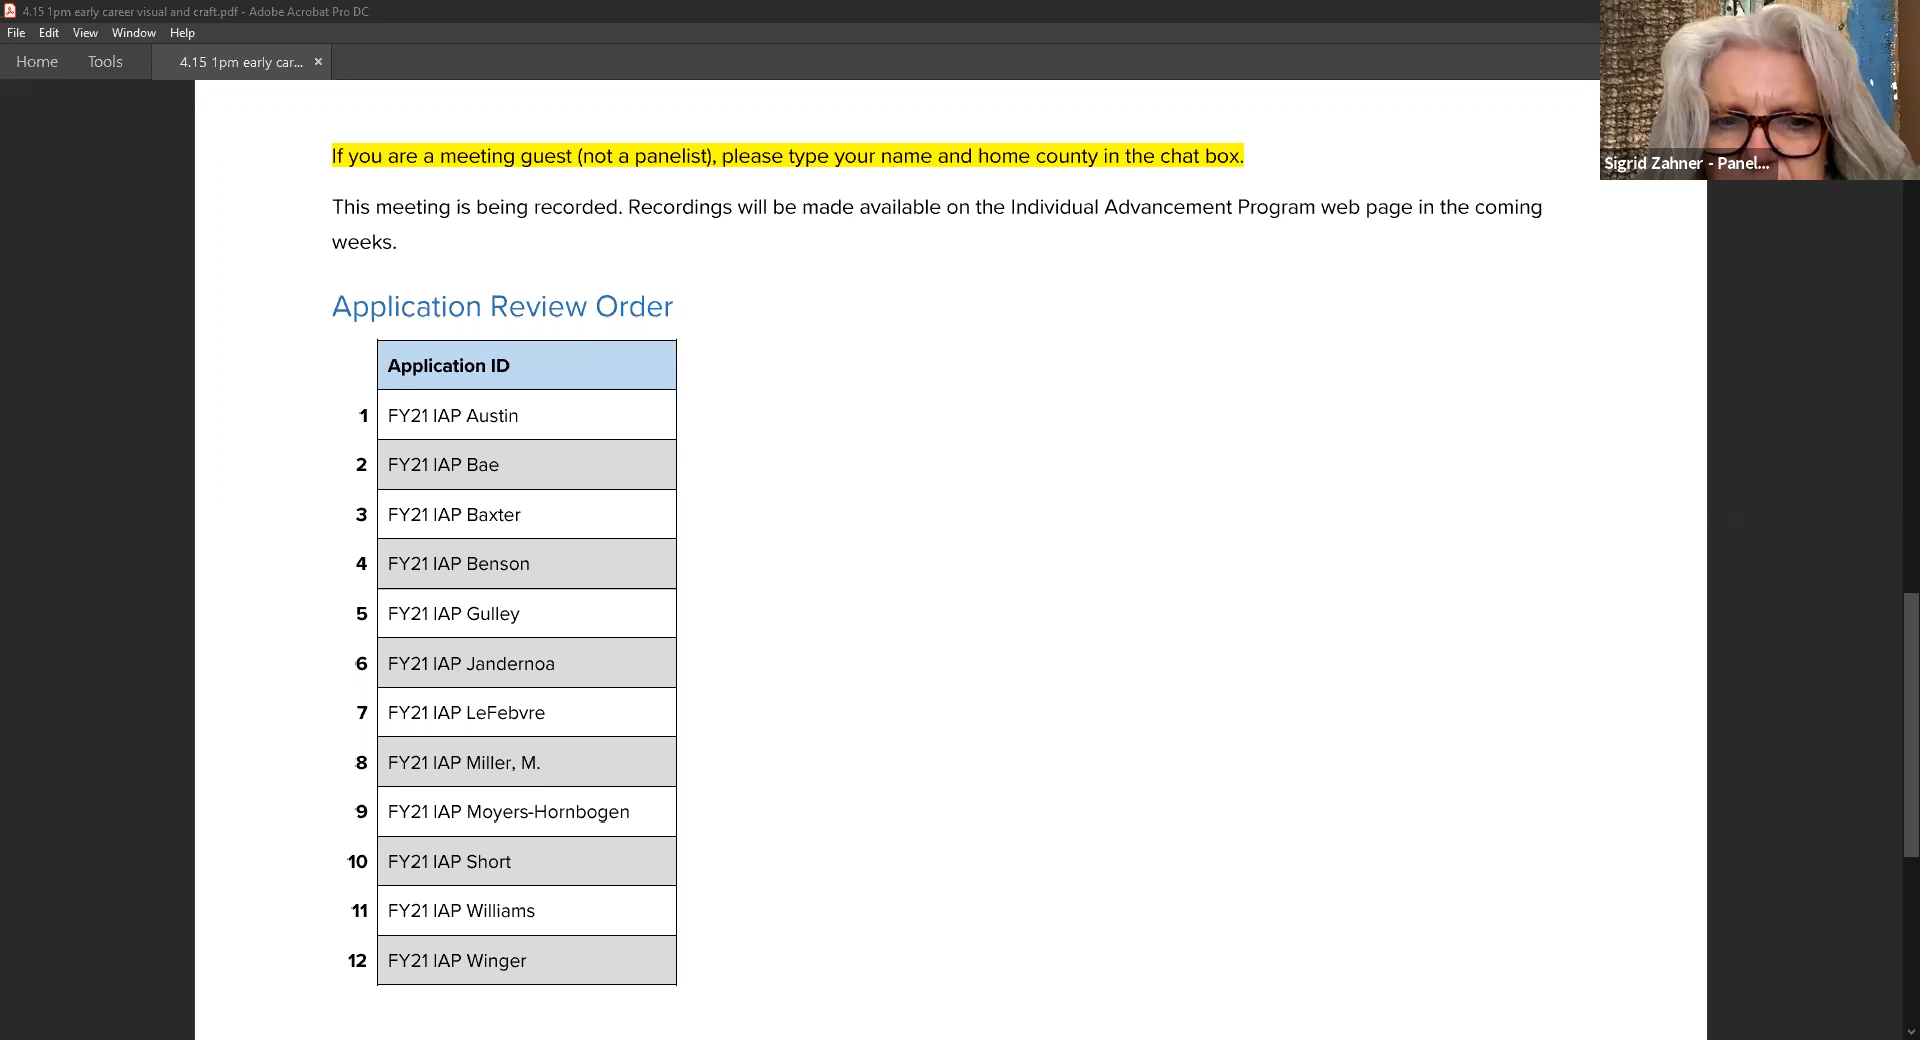 4.15 1pm early career visual and craft.pdf - Adobe Acrobat Pro DC
File Edit View Window Help
Home Tools 4.15 1pm early car... ×
Sigrid Zahner - Panel...
If you are a meeting guest (not a panelist), please type your name and home county in the chat box.
This meeting is being recorded. Recordings will be made available on the Individual Advancement Program web page in the coming
weeks.
Application Review Order
Application ID
1 FY21 IAP Austin
2 FY21 IAP Bae
3 FY21 IAP Baxter
4 FY21 IAP Benson
5 FY21 IAP Gulley
6 FY21 IAP Jandernoa
7 FY21 IAP LeFebvre
8 FY21 IAP Miller, M.
9 FY21 IAP Moyers-Hornbogen
10 FY21 IAP Short
11 FY21 IAP Williams
12 FY21 IAP Winger